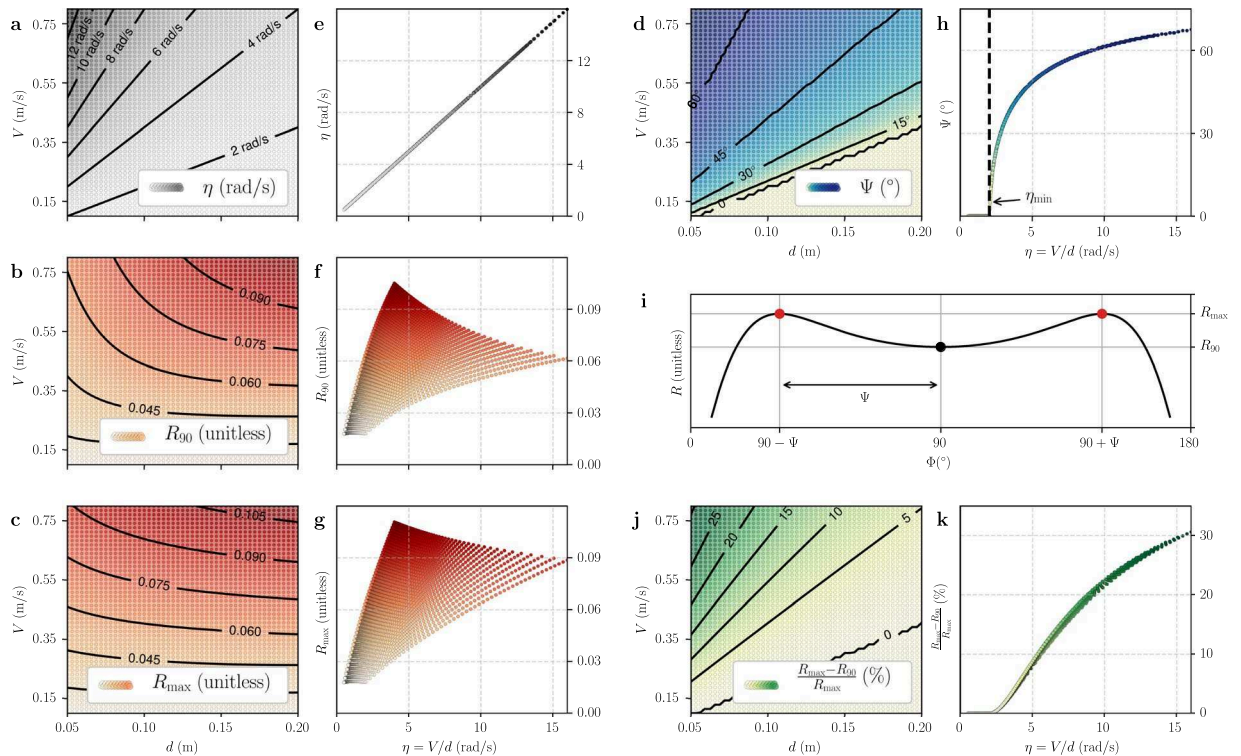 a
12 rad/s
10 rad/s
8 rad/s
6 rad/s
4 rad/s
2 rad/s
0.75
0.55
0.35
0.15
V (m/s)
η (rad/s)
e
12
8
4
0
η (rad/s)
d
60
45°
30°
15°
0
0.75
0.55
0.35
0.15
V (m/s)
Ψ (°)
0.05 0.10 0.15 0.20
d (m)
h
60
30
0
Ψ (°)
η_min
0 5 10 15
η = V/d (rad/s)
b
0.090
0.075
0.060
0.045
0.75
0.55
0.35
0.15
V (m/s)
R₉₀ (unitless)
f
0.09
0.06
0.03
0.00
R₉₀ (unitless)
i
R_max
R₉₀
R (unitless)
Ψ
0 90 − Ψ 90 90 + Ψ 180
Φ(°)
c
0.105
0.090
0.075
0.060
0.045
0.75
0.55
0.35
0.15
V (m/s)
R_max (unitless)
0.05 0.10 0.15 0.20
d (m)
g
0.09
0.06
0.03
0.00
R_max (unitless)
0 5 10 15
η = V/d (rad/s)
j
25
20
15
10
5
0
0.75
0.55
0.35
0.15
V (m/s)
(R_max−R₉₀)/R_max (%)
0.05 0.10 0.15 0.20
d (m)
k
30
20
10
0
(R_max−R₉₀)/R_max (%)
0 5 10 15
η = V/d (rad/s)